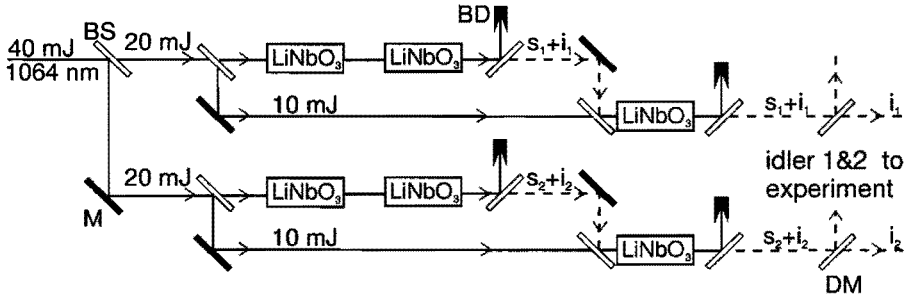 BS
BD
40 mJ
20 mJ
LiNbO₃
LiNbO₃
s₁+i₁
1064 nm
10 mJ
LiNbO₃
s₁+i₁
i₁
idler 1&2 to
experiment
20 mJ
LiNbO₃
LiNbO₃
s₂+i₂
M
10 mJ
LiNbO₃
s₂+i₂
i₂
DM